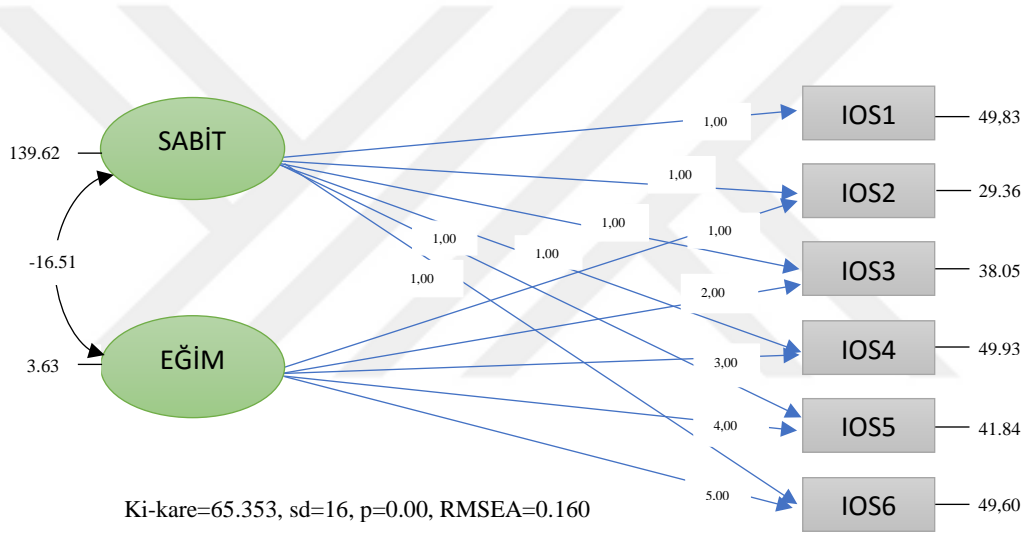 SABİT
139.62
-16.51
EĞİM
3.63
1,00
1,00
1,00
1,00
1,00
1,00
1,00
2,00
3,00
4,00
5.00
IOS1
49,83
IOS2
29.36
IOS3
38.05
IOS4
49.93
IOS5
41.84
IOS6
49,60
Ki-kare=65.353, sd=16, p=0.00, RMSEA=0.160